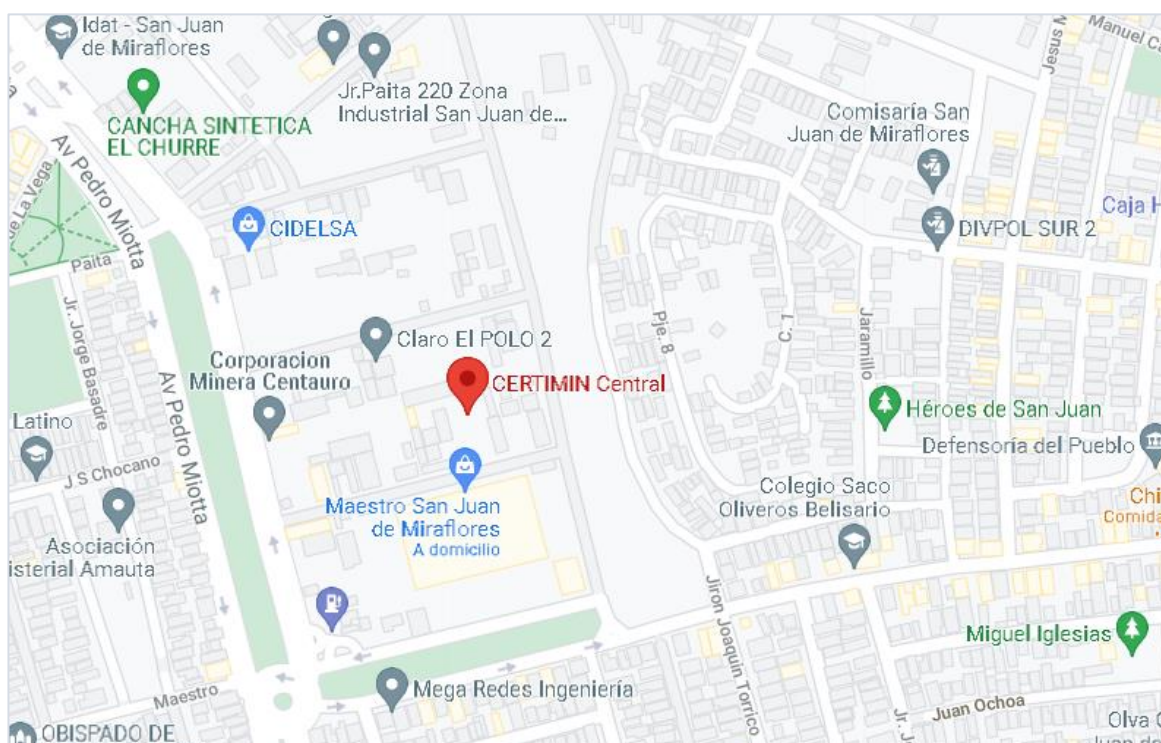 Idat - San Juan
de Miraflores
Jr.Paita 220 Zona
Industrial San Juan de...
CANCHA SINTETICA
EL CHURRE
Av Pedro Miotta
Comisaría San
Juan de Miraflores
CIDELSA
DIVPOL SUR 2
Paita
Jr. Jorge Basadre
Claro El POLO 2
Corporacion
Minera Centauro
CERTIMIN Central
Pje. 8
C. 1
Jaramillo
Héroes de San Juan
Defensoría del Pueblo
Latino
J S Chocano
Av Pedro Miotta
Maestro San Juan
de Miraflores
A domicilio
Colegio Saco
Oliveros Belisario
Chi
Comida
Asociación
isterial Amauta
Jiron Joaquin Torrico
Miguel Iglesias
Maestro
Mega Redes Ingeniería
Juan Ochoa
OBISPADO DE
Olva